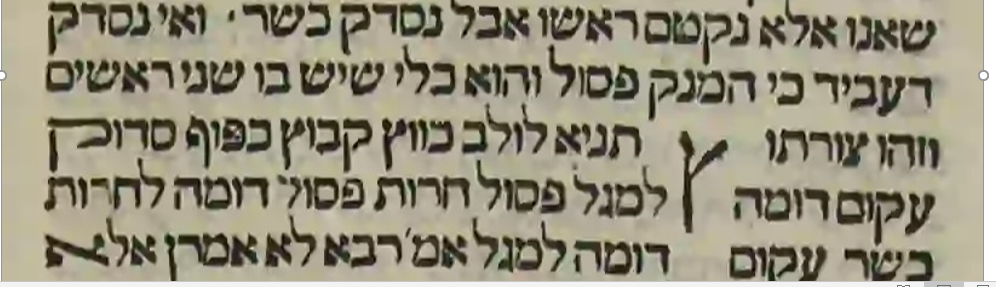 שאנו אלא נקטם ראשו אבל נסדק כשר · ואי נסדק
דעביד כי המנק פסול והוא כלי שיש בו שני ראשים
וזהו צורתו תניא לולב כווץ קבוץ כפוף סדוק
עקום דומה למגל פסול חרות פסול דומה לחרות
כשר עקום דומה למגל אמ' רבא לא אמרן אלא